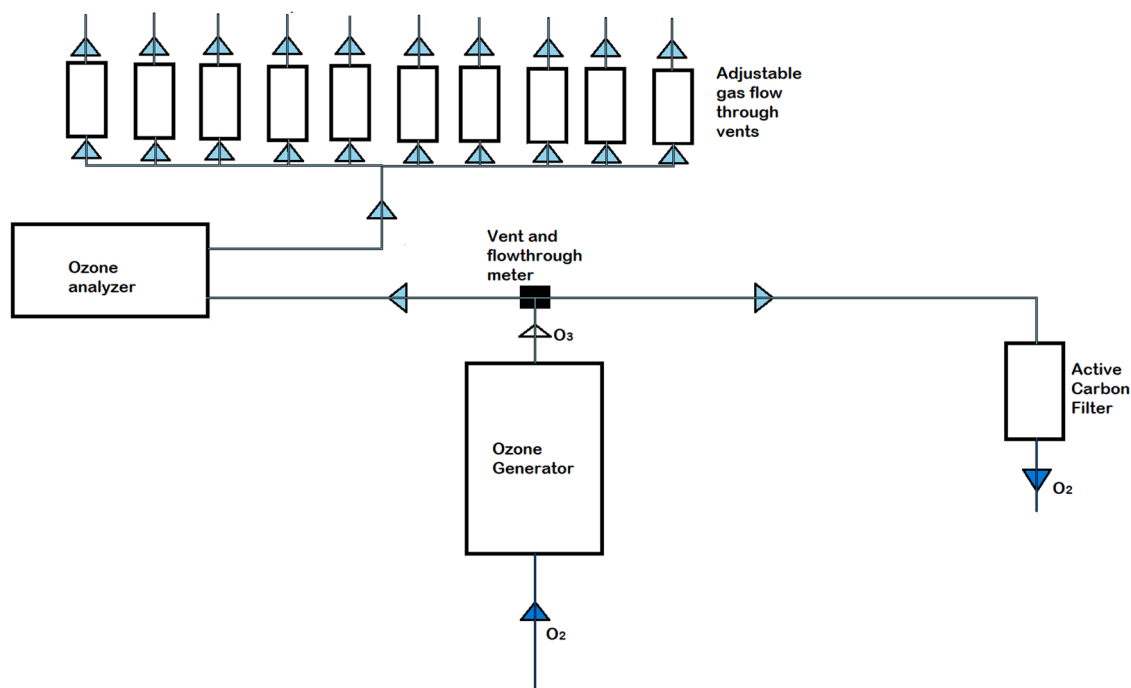 Adjustable
gas flow
through
vents
Vent and
flowthrough
meter
Ozone
analyzer
O₃
Active
Carbon
Filter
Ozone
Generator
O₂
O₂